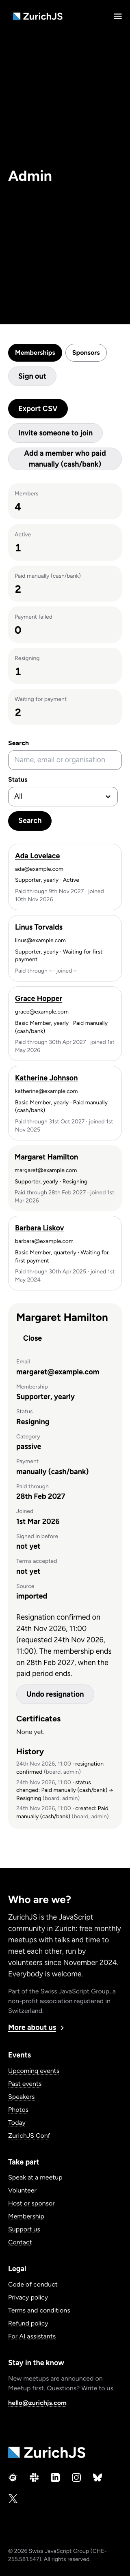 ZurichJS
Admin
Memberships
Sponsors
Sign out
Export CSV
Invite someone to join
Add a member who paid
manually (cash/bank)
Members
4
Active
1
Paid manually (cash/bank)
2
Payment failed
0
Resigning
1
Waiting for payment
2
Search
Name, email or organisation
Status
All
Search
Ada Lovelace
ada@example.com
Supporter, yearly · Active
Paid through 9th Nov 2027 · joined
10th Nov 2026
Linus Torvalds
linus@example.com
Supporter, yearly · Waiting for first
payment
Paid through – · joined –
Grace Hopper
grace@example.com
Basic Member, yearly · Paid manually
(cash/bank)
Paid through 30th Apr 2027 · joined 1st
May 2026
Katherine Johnson
katherine@example.com
Basic Member, yearly · Paid manually
(cash/bank)
Paid through 31st Oct 2027 · joined 1st
Nov 2025
Margaret Hamilton
margaret@example.com
Supporter, yearly · Resigning
Paid through 28th Feb 2027 · joined 1st
Mar 2026
Barbara Liskov
barbara@example.com
Basic Member, quarterly · Waiting for
first payment
Paid through 30th Apr 2025 · joined 1st
May 2024
Margaret Hamilton
Close
Email
margaret@example.com
Membership
Supporter, yearly
Status
Resigning
Category
passive
Payment
manually (cash/bank)
Paid through
28th Feb 2027
Joined
1st Mar 2026
Signed in before
not yet
Terms accepted
not yet
Source
imported
Resignation confirmed on
24th Nov 2026, 11:00
(requested 24th Nov 2026,
11:00). The membership ends
on 28th Feb 2027, when the
paid period ends.
Undo resignation
Certificates
None yet.
History
24th Nov 2026, 11:00 · resignation
confirmed (board, admin)
24th Nov 2026, 11:00 · status
changed: Paid manually (cash/bank) →
Resigning (board, admin)
24th Nov 2026, 11:00 · created: Paid
manually (cash/bank) (board, admin)
Who are we?
ZurichJS is the JavaScript
community in Zurich: free monthly
meetups with talks and time to
meet each other, run by
volunteers since November 2024.
Everybody is welcome.
Part of the Swiss JavaScript Group, a
non-profit association registered in
Switzerland.
More about us
Events
Upcoming events
Past events
Speakers
Photos
Today
ZurichJS Conf
Take part
Speak at a meetup
Volunteer
Host or sponsor
Membership
Support us
Contact
Legal
Code of conduct
Privacy policy
Terms and conditions
Refund policy
For AI assistants
Stay in the know
New meetups are announced on
Meetup first. Questions? Write to us.
hello@zurichjs.com
ZurichJS
© 2026 Swiss JavaScript Group (CHE-
255.581.547). All rights reserved.